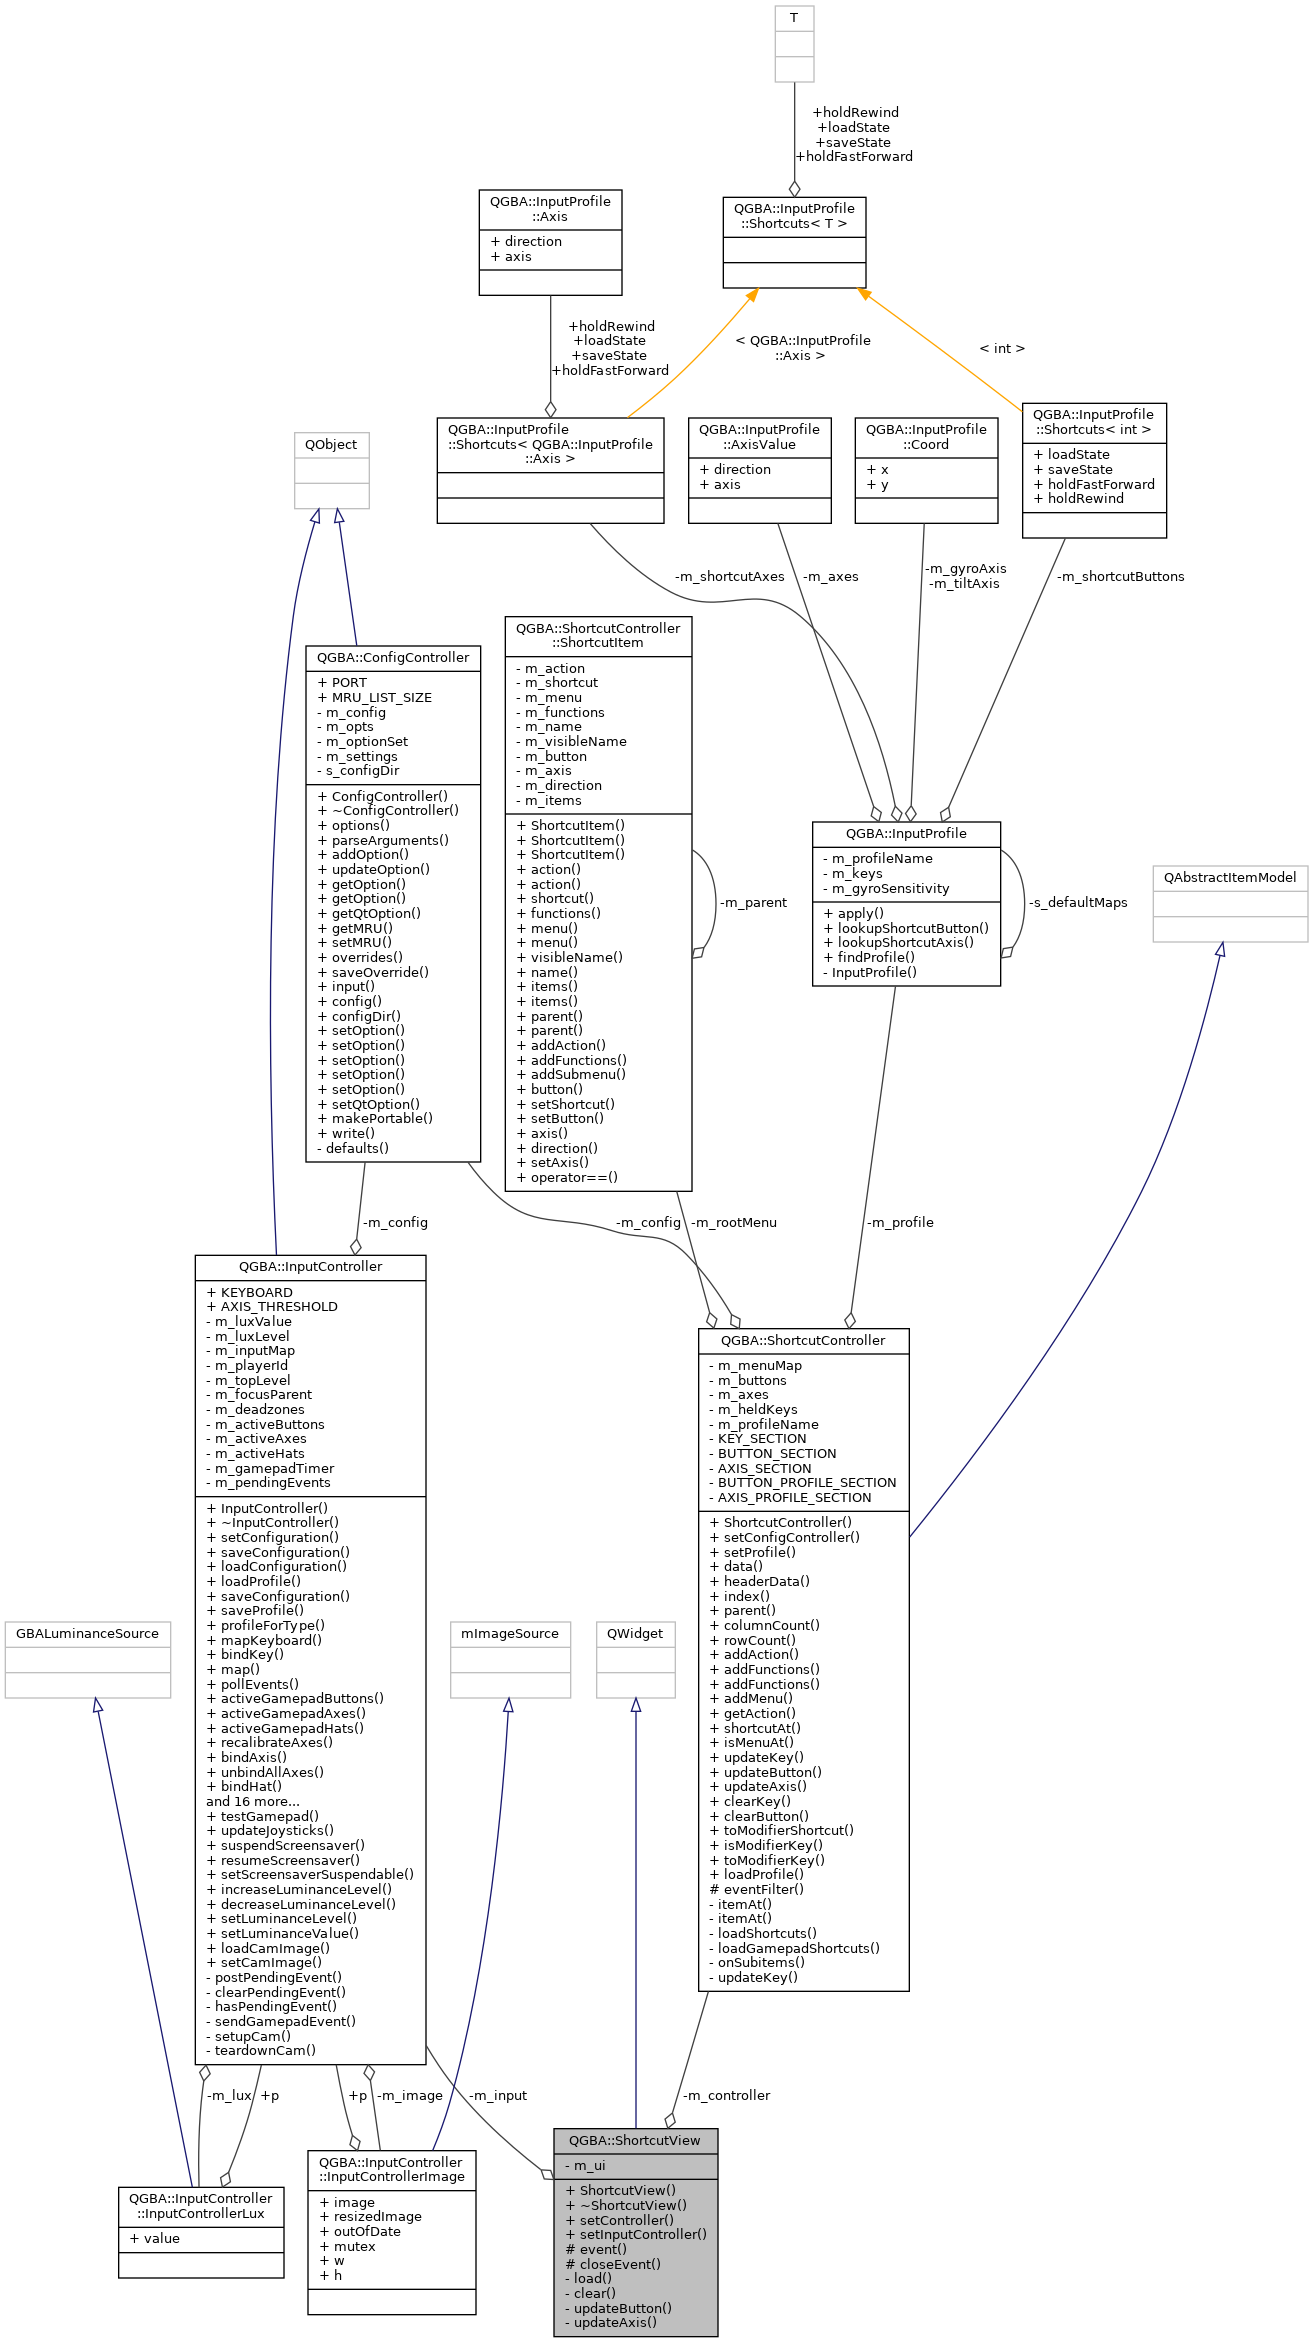 T
+holdRewind
+loadState
+saveState
+holdFastForward
QGBA::InputProfile
::Axis
+ direction
+ axis
QGBA::InputProfile
::Shortcuts< T >
+holdRewind
+loadState
+saveState
+holdFastForward
< QGBA::InputProfile
::Axis >
< int >
QObject
QGBA::InputProfile
::Shortcuts< QGBA::InputProfile
::Axis >
QGBA::InputProfile
::AxisValue
+ direction
+ axis
QGBA::InputProfile
::Coord
+ x
+ y
QGBA::InputProfile
::Shortcuts< int >
+ loadState
+ saveState
+ holdFastForward
+ holdRewind
-m_shortcutAxes
-m_axes
-m_gyroAxis
-m_tiltAxis
-m_shortcutButtons
QGBA::ConfigController
+ PORT
+ MRU_LIST_SIZE
- m_config
- m_opts
- m_optionSet
- m_settings
- s_configDir
+ ConfigController()
+ ~ConfigController()
+ options()
+ parseArguments()
+ addOption()
+ updateOption()
+ getOption()
+ getOption()
+ getQtOption()
+ getMRU()
+ setMRU()
+ overrides()
+ saveOverride()
+ input()
+ config()
+ configDir()
+ setOption()
+ setOption()
+ setOption()
+ setOption()
+ setOption()
+ setQtOption()
+ makePortable()
+ write()
- defaults()
QGBA::ShortcutController
::ShortcutItem
- m_action
- m_shortcut
- m_menu
- m_functions
- m_name
- m_visibleName
- m_button
- m_axis
- m_direction
- m_items
+ ShortcutItem()
+ ShortcutItem()
+ ShortcutItem()
+ action()
+ action()
+ shortcut()
+ functions()
+ menu()
+ menu()
+ visibleName()
+ name()
+ items()
+ items()
+ parent()
+ parent()
+ addAction()
+ addFunctions()
+ addSubmenu()
+ button()
+ setShortcut()
+ setButton()
+ axis()
+ direction()
+ setAxis()
+ operator==()
-m_parent
QGBA::InputProfile
- m_profileName
- m_keys
- m_gyroSensitivity
+ apply()
+ lookupShortcutButton()
+ lookupShortcutAxis()
+ findProfile()
- InputProfile()
-s_defaultMaps
QAbstractItemModel
-m_config
-m_config
-m_rootMenu
-m_profile
QGBA::InputController
+ KEYBOARD
+ AXIS_THRESHOLD
- m_luxValue
- m_luxLevel
- m_inputMap
- m_playerId
- m_topLevel
- m_focusParent
- m_deadzones
- m_activeButtons
- m_activeAxes
- m_activeHats
- m_gamepadTimer
- m_pendingEvents
+ InputController()
+ ~InputController()
+ setConfiguration()
+ saveConfiguration()
+ loadConfiguration()
+ loadProfile()
+ saveConfiguration()
+ saveProfile()
+ profileForType()
+ mapKeyboard()
+ bindKey()
+ map()
+ pollEvents()
+ activeGamepadButtons()
+ activeGamepadAxes()
+ activeGamepadHats()
+ recalibrateAxes()
+ bindAxis()
+ unbindAllAxes()
+ bindHat()
and 16 more...
+ testGamepad()
+ updateJoysticks()
+ suspendScreensaver()
+ resumeScreensaver()
+ setScreensaverSuspendable()
+ increaseLuminanceLevel()
+ decreaseLuminanceLevel()
+ setLuminanceLevel()
+ setLuminanceValue()
+ loadCamImage()
+ setCamImage()
- postPendingEvent()
- clearPendingEvent()
- hasPendingEvent()
- sendGamepadEvent()
- setupCam()
- teardownCam()
QGBA::ShortcutController
- m_menuMap
- m_buttons
- m_axes
- m_heldKeys
- m_profileName
- KEY_SECTION
- BUTTON_SECTION
- AXIS_SECTION
- BUTTON_PROFILE_SECTION
- AXIS_PROFILE_SECTION
+ ShortcutController()
+ setConfigController()
+ setProfile()
+ data()
+ headerData()
+ index()
+ parent()
+ columnCount()
+ rowCount()
+ addAction()
+ addFunctions()
+ addFunctions()
+ addMenu()
+ getAction()
+ shortcutAt()
+ isMenuAt()
+ updateKey()
+ updateButton()
+ updateAxis()
+ clearKey()
+ clearButton()
+ toModifierShortcut()
+ isModifierKey()
+ toModifierKey()
+ loadProfile()
# eventFilter()
- itemAt()
- itemAt()
- loadShortcuts()
- loadGamepadShortcuts()
- onSubitems()
- updateKey()
GBALuminanceSource
mImageSource
QWidget
-m_lux
+p
+p
-m_image
-m_input
-m_controller
QGBA::InputController
::InputControllerLux
+ value
QGBA::InputController
::InputControllerImage
+ image
+ resizedImage
+ outOfDate
+ mutex
+ w
+ h
QGBA::ShortcutView
- m_ui
+ ShortcutView()
+ ~ShortcutView()
+ setController()
+ setInputController()
# event()
# closeEvent()
- load()
- clear()
- updateButton()
- updateAxis()